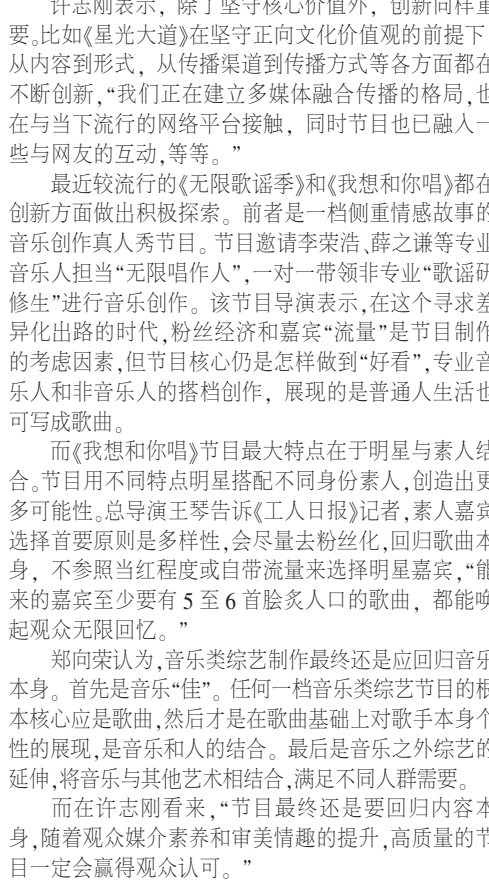 许志刚表示，除了坚守核心价值外，创新同样重
要。比如《星光大道》在坚守正向文化价值观的前提下
从内容到形式，从传播渠道到传播方式等各方面都在
不断创新，“我们正在建立多媒体融合传播的格局，也
在与当下流行的网络平台接触，同时节目也已融入一
些与网友的互动，等等。”
最近较流行的《无限歌谣季》和《我想和你唱》都在
创新方面做出积极探索。前者是一档侧重情感故事的
音乐创作真人秀节目。节目邀请李荣浩、薛之谦等专业
音乐人担当“无限唱作人”，一对一带领非专业“歌谣研
修生”进行音乐创作。该节目导演表示，在这个寻求差
异化出路的时代，粉丝经济和嘉宾“流量”是节目制作
的考虑因素，但节目核心仍是怎样做到“好看”，专业音
乐人和非音乐人的搭档创作，展现的是普通人生活也
可写成歌曲。
而《我想和你唱》节目最大特点在于明星与素人结
合。节目用不同特点明星搭配不同身份素人，创造出更
多可能性。总导演王琴告诉《工人日报》记者，素人嘉宾
选择首要原则是多样性，会尽量去粉丝化，回归歌曲本
身，不参照当红程度或自带流量来选择明星嘉宾，“能
来的嘉宾至少要有 5 至 6 首脍炙人口的歌曲，都能唤
起观众无限回忆。”
郑向荣认为，音乐类综艺制作最终还是应回归音乐
本身。首先是音乐“佳”。任何一档音乐类综艺节目的根
本核心应是歌曲，然后才是在歌曲基础上对歌手本身个
性的展现，是音乐和人的结合。最后是音乐之外综艺的
延伸，将音乐与其他艺术相结合，满足不同人群需要。
而在许志刚看来，“节目最终还是要回归内容本
身，随着观众媒介素养和审美情趣的提升，高质量的节
目一定会赢得观众认可。”